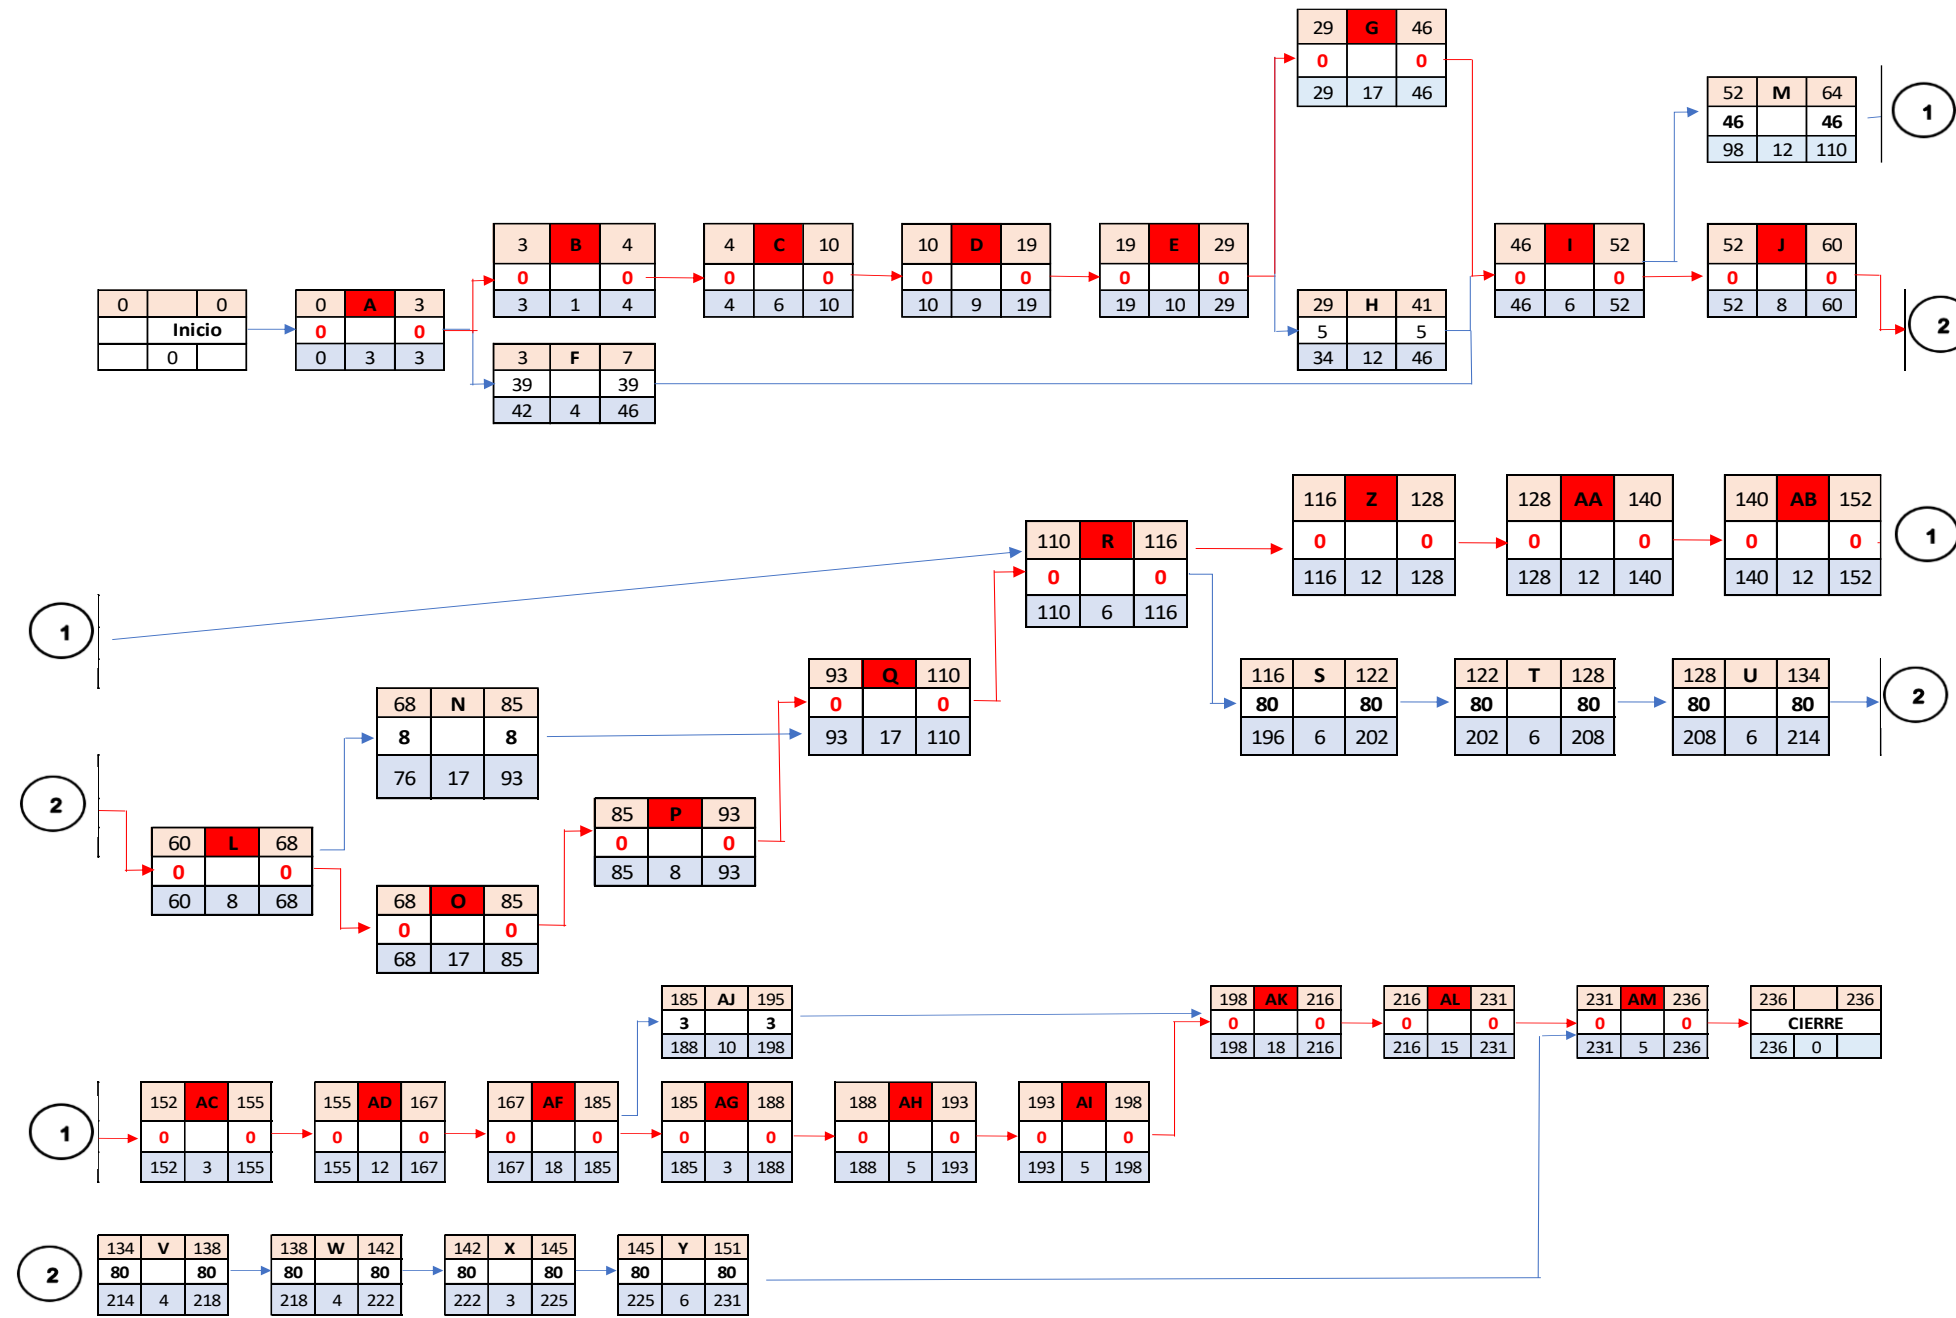 29 G 46
0 0
29 17 46
52 M 64
46 46
98 12 110
1
3 B 4
0 0
3 1 4
4 C 10
0 0
4 6 10
10 D 19
0 0
10 9 19
19 E 29
0 0
19 10 29
46 I 52
0 0
46 6 52
52 J 60
0 0
52 8 60
0 0
Inicio
0
0 A 3
0 0
0 3 3
29 H 41
5 5
34 12 46
2
3 F 7
39 39
42 4 46
116 Z 128
0 0
116 12 128
128 AA 140
0 0
128 12 140
140 AB 152
0 0
140 12 152
1
110 R 116
0 0
110 6 116
1
93 Q 110
0 0
93 17 110
116 S 122
80 80
196 6 202
122 T 128
80 80
202 6 208
128 U 134
80 80
208 6 214
2
68 N 85
8 8
76 17 93
2
85 P 93
0 0
85 8 93
60 L 68
0 0
60 8 68
68 O 85
0 0
68 17 85
185 AJ 195
3 3
188 10 198
198 AK 216
0 0
198 18 216
216 AL 231
0 0
216 15 231
231 AM 236
0 0
231 5 236
236 236
CIERRE
236 0
1
152 AC 155
0 0
152 3 155
155 AD 167
0 0
155 12 167
167 AF 185
0 0
167 18 185
185 AG 188
0 0
185 3 188
188 AH 193
0 0
188 5 193
193 AI 198
0 0
193 5 198
2
134 V 138
80 80
214 4 218
138 W 142
80 80
218 4 222
142 X 145
80 80
222 3 225
145 Y 151
80 80
225 6 231